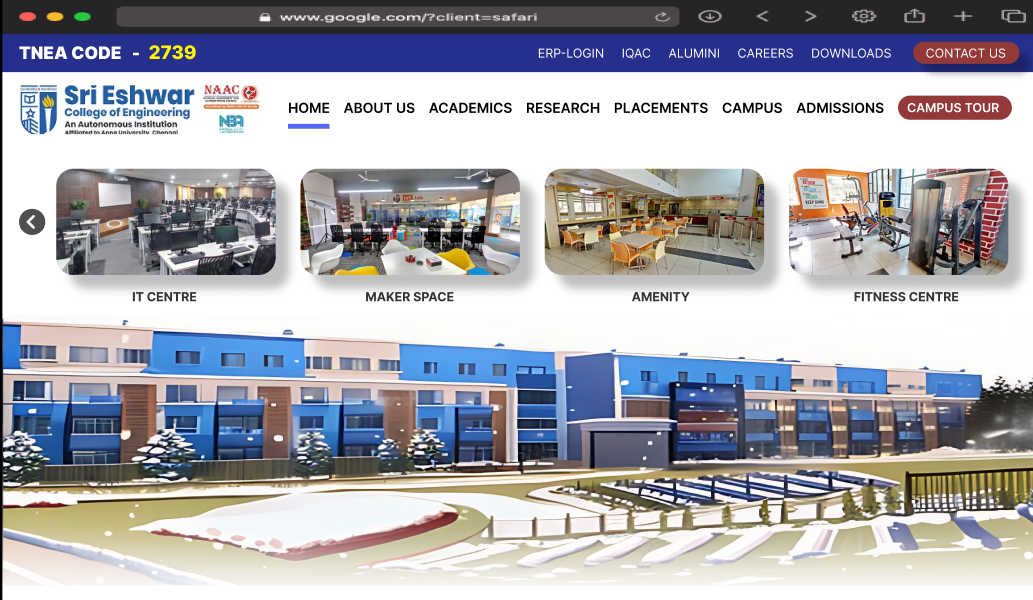 www.google.com/?client=safari
TNEA CODE - 2739
ERP-LOGIN IQAC ALUMINI CAREERS DOWNLOADS CONTACT US
Sri Eshwar
College of Engineering
An Autonomous Institution
Affiliated to Anna University, Chennai
NAAC
NBA
HOME ABOUT US ACADEMICS RESEARCH PLACEMENTS CAMPUS ADMISSIONS CAMPUS TOUR
IT CENTRE MAKER SPACE AMENITY FITNESS CENTRE